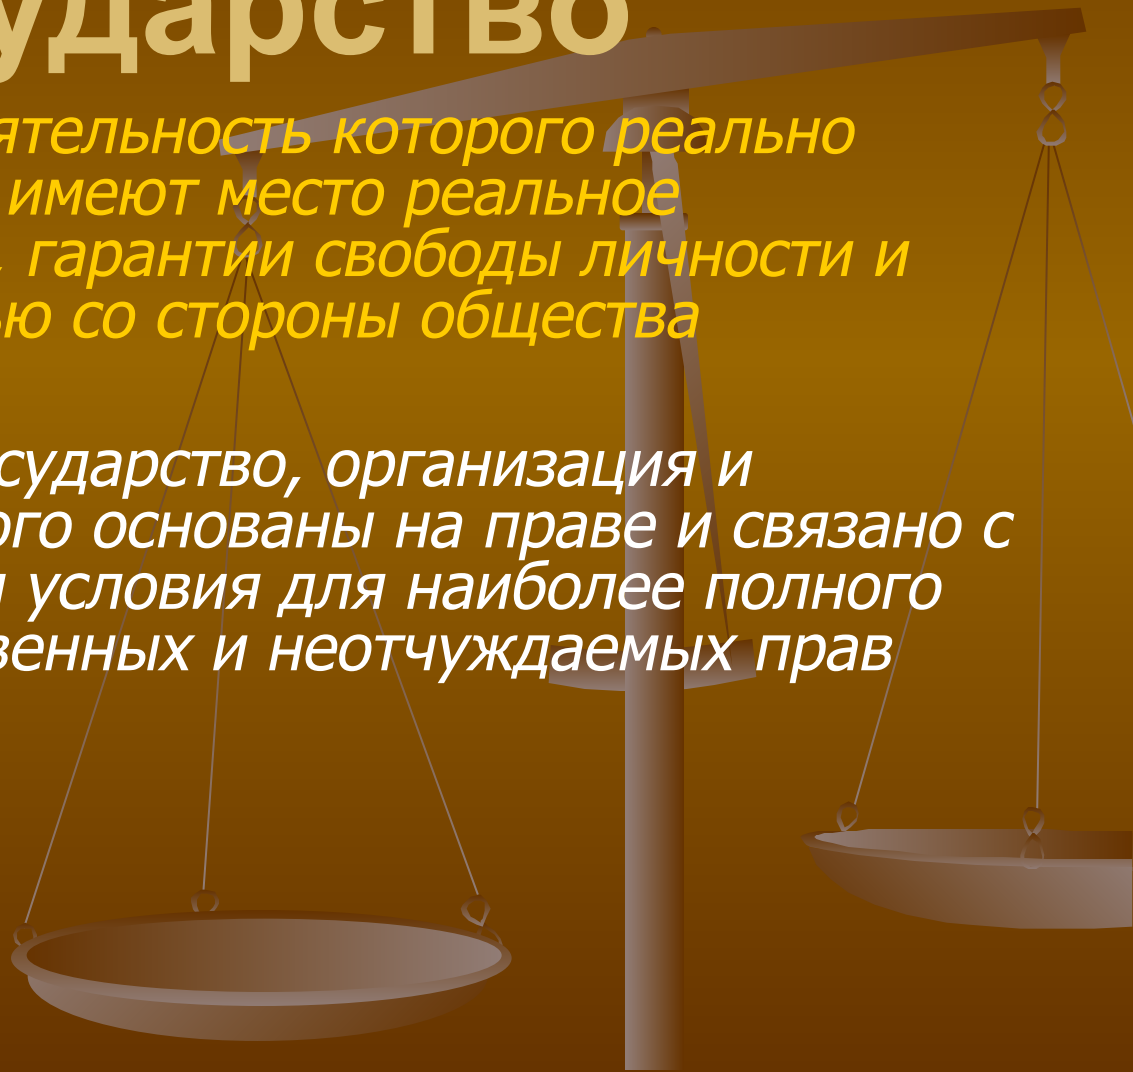 ударство
ятельность которого реально
имеют место реальное
, гарантии свободы личности и
ью со стороны общества
сударство, организация и
ого основаны на праве и связано с
условия для наиболее полного
венных и неотчуждаемых прав